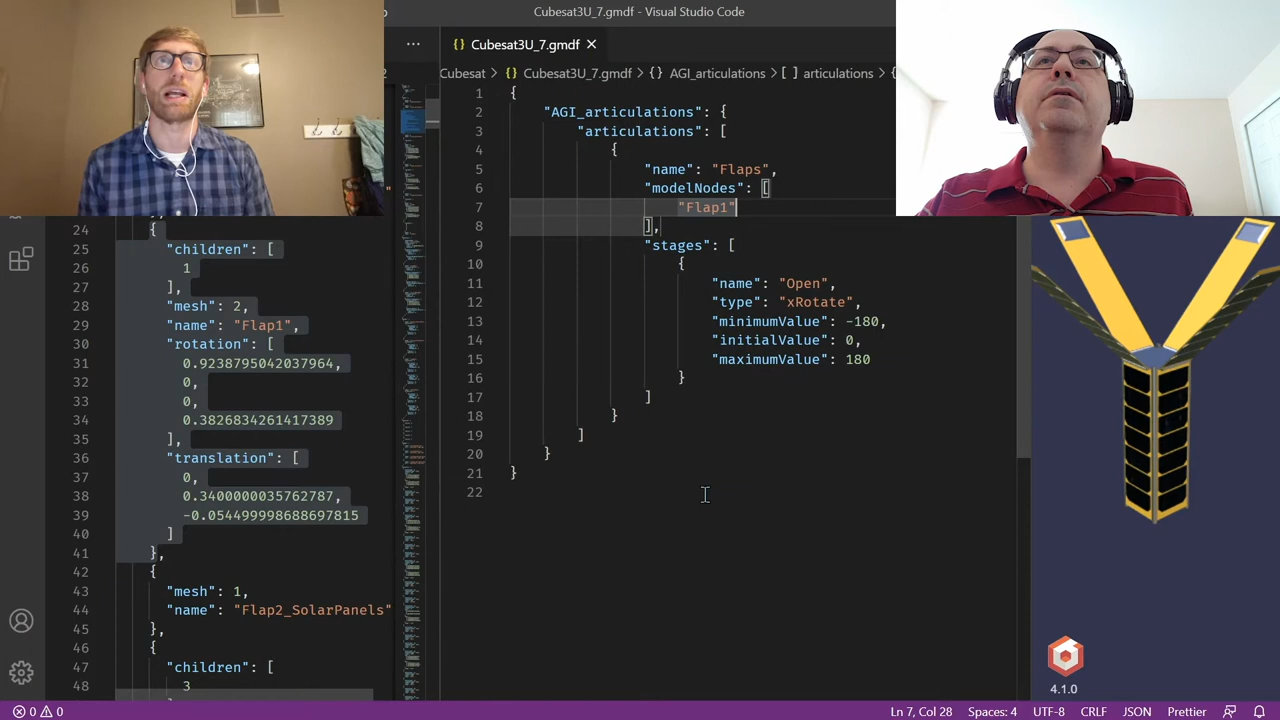 Cubesat3U_7.gmdf - Visual Studio Code
Cubesat3U_7.gmdf
Cubesat > Cubesat3U_7.gmdf > {} AGI_articulations > [ ] articulations > {
1 {
2 "AGI_articulations": {
3 "articulations": [
4 {
5 "name": "Flaps",
6 "modelNodes": [
7 "Flap1"
8 ],
9 "stages": [
10 {
11 "name": "Open",
12 "type": "xRotate",
13 "minimumValue": -180,
14 "initialValue": 0,
15 "maximumValue": 180
16 }
17 ]
18 }
19 ]
20 }
21 }
22
24 {
25 "children": [
26 1
27 ],
28 "mesh": 2,
29 "name": "Flap1",
30 "rotation": [
31 0.9238795042037964,
32 0,
33 0,
34 0.3826834261417389
35 ],
36 "translation": [
37 0,
38 0.3400000035762787,
39 -0.054499998688697815
40 ]
41 },
42 {
43 "mesh": 1,
44 "name": "Flap2_SolarPanels"
45 },
46 {
47 "children": [
48 3
4.1.0
0 0
Ln 7, Col 28
Spaces: 4
UTF-8
CRLF
JSON
Prettier